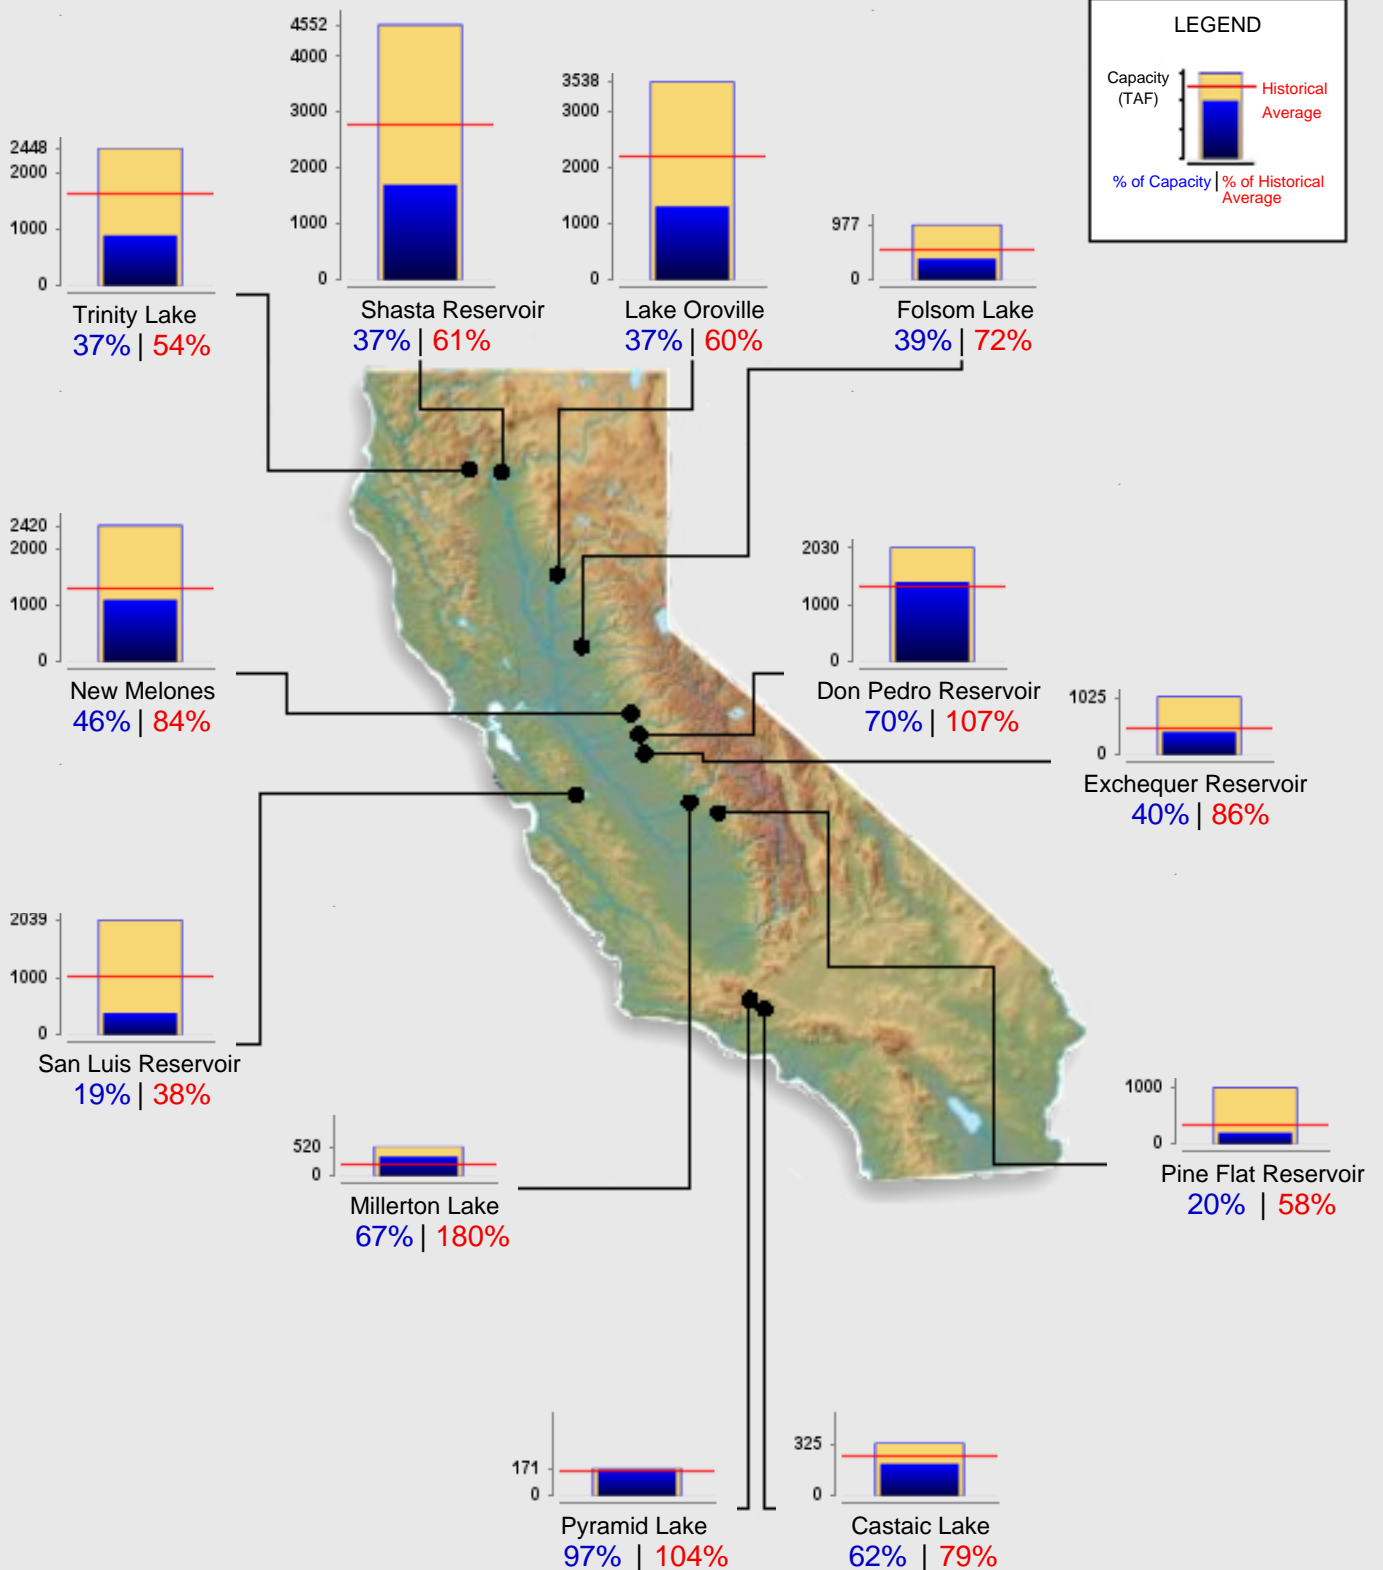 LEGEND
Capacity
(TAF)
Historical
Average
% of Capacity | % of Historical
Average
4552
4000
3000
2000
1000
0
Shasta Reservoir
37% | 61%
3538
3000
2000
1000
0
Lake Oroville
37% | 60%
2448
2000
1000
0
Trinity Lake
37% | 54%
977
0
Folsom Lake
39% | 72%
2420
2000
1000
0
New Melones
46% | 84%
2030
1000
0
Don Pedro Reservoir
70% | 107%
1025
0
Exchequer Reservoir
40% | 86%
2039
1000
0
San Luis Reservoir
19% | 38%
520
0
Millerton Lake
67% | 180%
1000
0
Pine Flat Reservoir
20% | 58%
171
0
Pyramid Lake
97% | 104%
325
0
Castaic Lake
62% | 79%